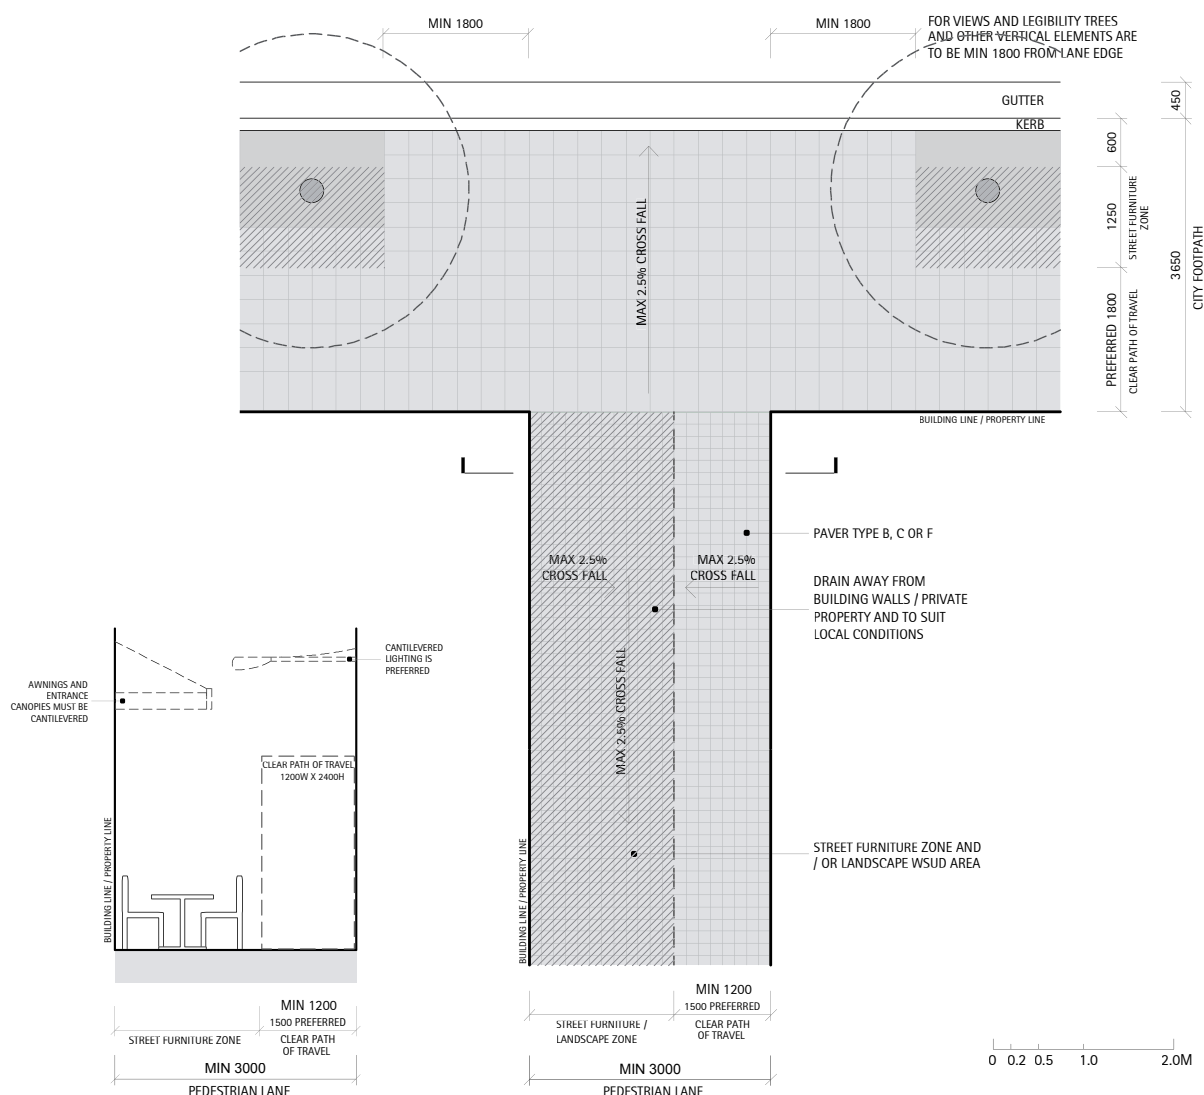 MIN 1800
MIN 1800
FOR VIEWS AND LEGIBILITY TREES
AND OTHER VERTICAL ELEMENTS ARE
TO BE MIN 1800 FROM LANE EDGE
GUTTER
KERB
450
600
1250
STREET FURNITURE
ZONE
3650
CITY FOOTPATH
PREFERRED 1800
CLEAR PATH OF TRAVEL
MAX 2.5% CROSS FALL
BUILDING LINE / PROPERTY LINE
PAVER TYPE B, C OR F
MAX 2.5%
CROSS FALL
MAX 2.5%
CROSS FALL
DRAIN AWAY FROM
BUILDING WALLS / PRIVATE
PROPERTY AND TO SUIT
LOCAL CONDITIONS
MAX 2.5% CROSS FALL
STREET FURNITURE ZONE AND
/ OR LANDSCAPE WSUD AREA
BUILDING LINE / PROPERTY LINE
CANTILEVERED
LIGHTING IS
PREFERRED
AWNINGS AND
ENTRANCE
CANOPIES MUST BE
CANTILEVERED
CLEAR PATH OF TRAVEL
1200W X 2400H
BUILDING LINE / PROPERTY LINE
MIN 1200
1500 PREFERRED
STREET FURNITURE ZONE
CLEAR PATH
OF TRAVEL
MIN 3000
PEDESTRIAN LANE
MIN 1200
1500 PREFERRED
STREET FURNITURE /
LANDSCAPE ZONE
CLEAR PATH
OF TRAVEL
MIN 3000
PEDESTRIAN LANE
0 0.2 0.5 1.0 2.0M